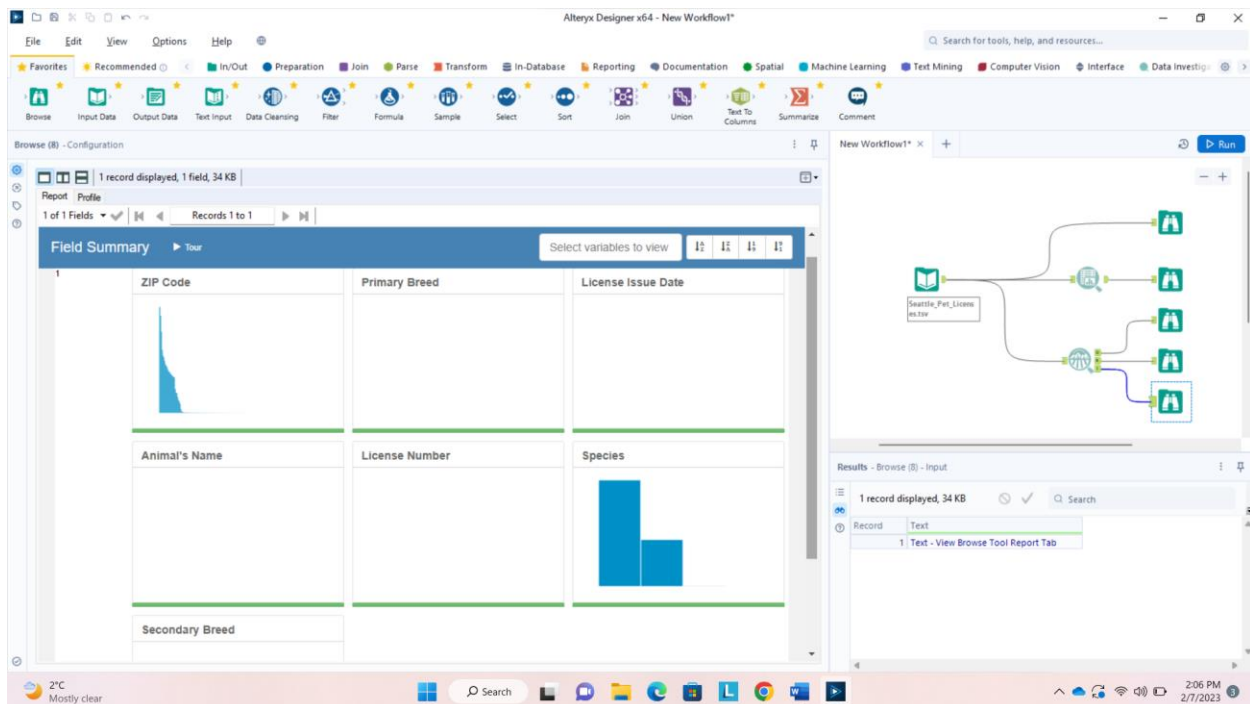 Alteryx Designer x64 - New Workflow1*
File Edit View Options Help
Search for tools, help, and resources...
Favorites Recommended In/Out Preparation Join Parse Transform In-Database Reporting Documentation Spatial Machine Learning Text Mining Computer Vision Interface Data Investig
Browse Input Data Output Data Text Input Data Cleansing Filter Formula Sample Select Sort Join Union Text To Columns Summarize Comment
Browse (8) - Configuration
New Workflow1* Run
1 record displayed, 1 field, 34 KB
Report Profile
1 of 1 Fields Records 1 to 1
Field Summary Tour Select variables to view
1
ZIP Code Primary Breed License Issue Date
Animal's Name License Number Species
Secondary Breed
Seattle_Pet_Licens
es.tsv
Results - Browse (8) - Input
1 record displayed, 34 KB Search
Record Text
1 Text - View Browse Tool Report Tab
2°C
Mostly clear
Search
2:06 PM
2/7/2023